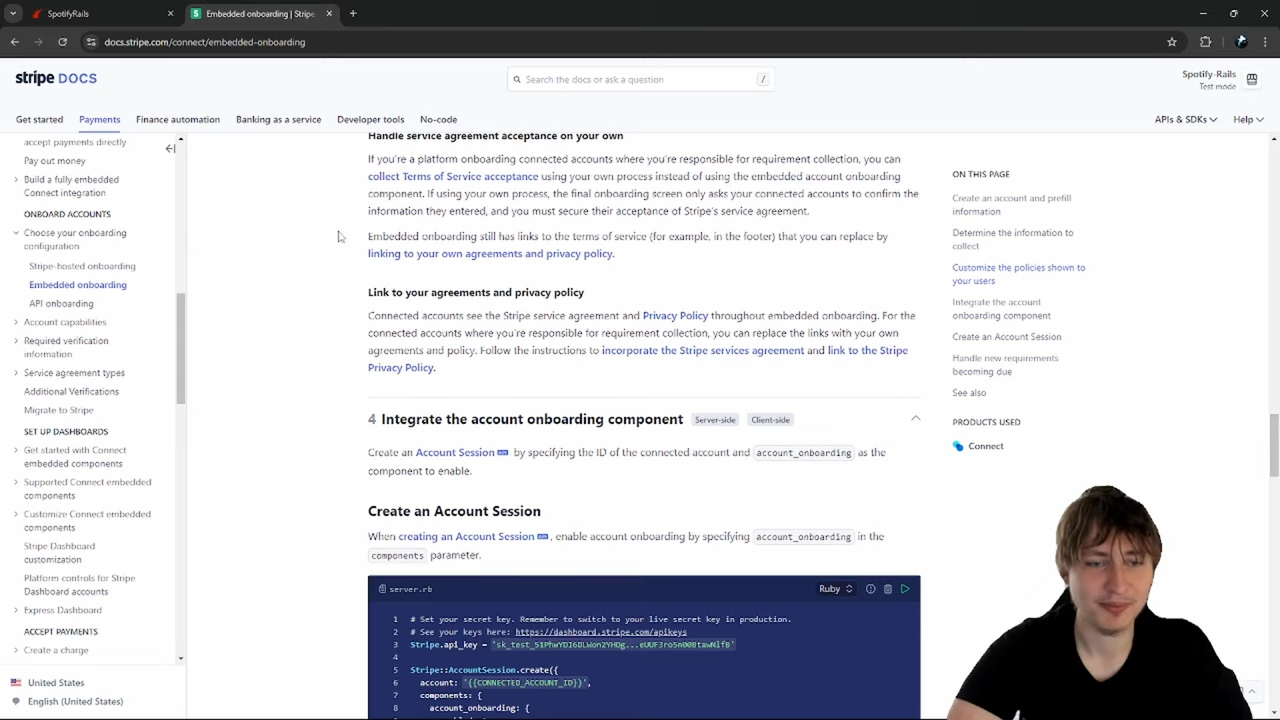 SpotifyRails
Embedded onboarding | Stripe
docs.stripe.com/connect/embedded-onboarding
stripe DOCS
Search the docs or ask a question
/
Spotify-Rails
Test mode
Get started
Payments
Finance automation
Banking as a service
Developer tools
No-code
APIs & SDKs
Help
accept payments directly
Pay out money
Build a fully embedded
Connect integration
ONBOARD ACCOUNTS
Choose your onboarding
configuration
Stripe-hosted onboarding
Embedded onboarding
API onboarding
Account capabilities
Required verification
information
Service agreement types
Additional Verifications
Migrate to Stripe
SET UP DASHBOARDS
Get started with Connect
embedded components
Supported Connect embedded
components
Customize Connect embedded
components
Stripe Dashboard
customization
Platform controls for Stripe
Dashboard accounts
Express Dashboard
ACCEPT PAYMENTS
Create a charge
United States
English (United States)
Handle service agreement acceptance on your own
If you're a platform onboarding connected accounts where you're responsible for requirement collection, you can
collect Terms of Service acceptance using your own process instead of using the embedded account onboarding
component. If using your own process, the final onboarding screen only asks your connected accounts to confirm the
information they entered, and you must secure their acceptance of Stripe's service agreement.
Embedded onboarding still has links to the terms of service (for example, in the footer) that you can replace by
linking to your own agreements and privacy policy.
Link to your agreements and privacy policy
Connected accounts see the Stripe service agreement and Privacy Policy throughout embedded onboarding. For the
connected accounts where you're responsible for requirement collection, you can replace the links with your own
agreements and policy. Follow the instructions to incorporate the Stripe services agreement and link to the Stripe
Privacy Policy.
4 Integrate the account onboarding component Server-side Client-side
Create an Account Session API by specifying the ID of the connected account and account_onboarding as the
component to enable.
Create an Account Session
When creating an Account Session API, enable account onboarding by specifying account_onboarding in the
components parameter.
server.rb
Ruby
1 # Set your secret key. Remember to switch to your live secret key in production.
2 # See your keys here: https://dashboard.stripe.com/apikeys
3 Stripe.api_key =
4
5 Stripe::AccountSession.create({
6 account: '{{CONNECTED_ACCOUNT_ID}}',
7 components: {
8 account_onboarding: {
ON THIS PAGE
Create an account and prefill
information
Determine the information to
collect
Customize the policies shown to
your users
Integrate the account
onboarding component
Create an Account Session
Handle new requirements
becoming due
See also
PRODUCTS USED
Connect